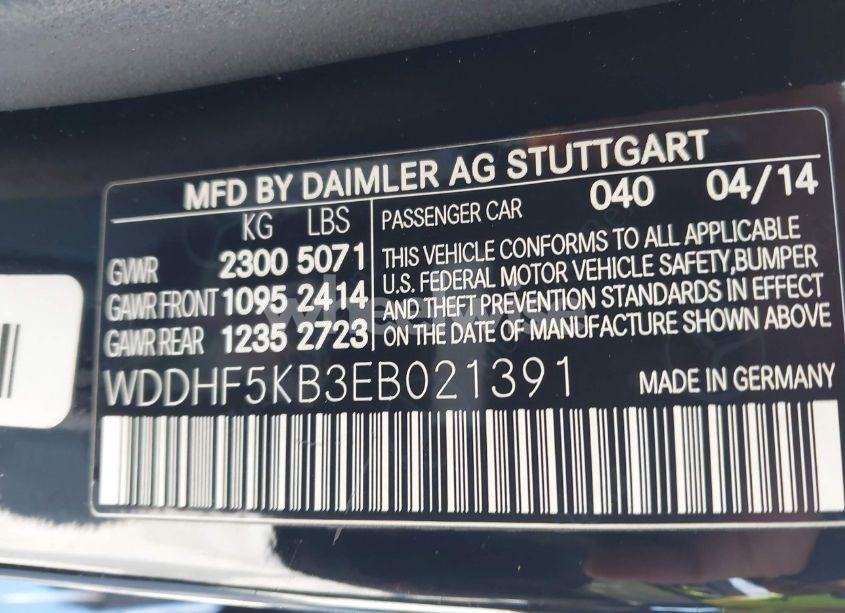 MFD BY DAIMLER AG STUTTGART
KG LBS PASSENGER CAR 040 04/14
GVWR 2300 5071
GAWR FRONT 1095 2414
GAWR REAR 1235 2723
THIS VEHICLE CONFORMS TO ALL APPLICABLE
U.S. FEDERAL MOTOR VEHICLE SAFETY,BUMPER
AND THEFT PREVENTION STANDARDS IN EFFECT
ON THE DATE OF MANUFACTURE SHOWN ABOVE
WDDHF5KB3EB021391 MADE IN GERMANY